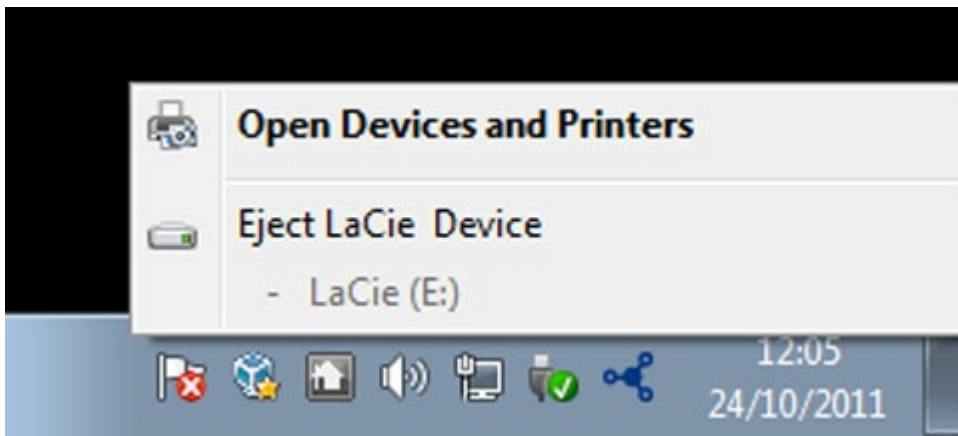 Open Devices and Printers
Eject LaCie  Device
- LaCie (E:)
12:05
24/10/2011